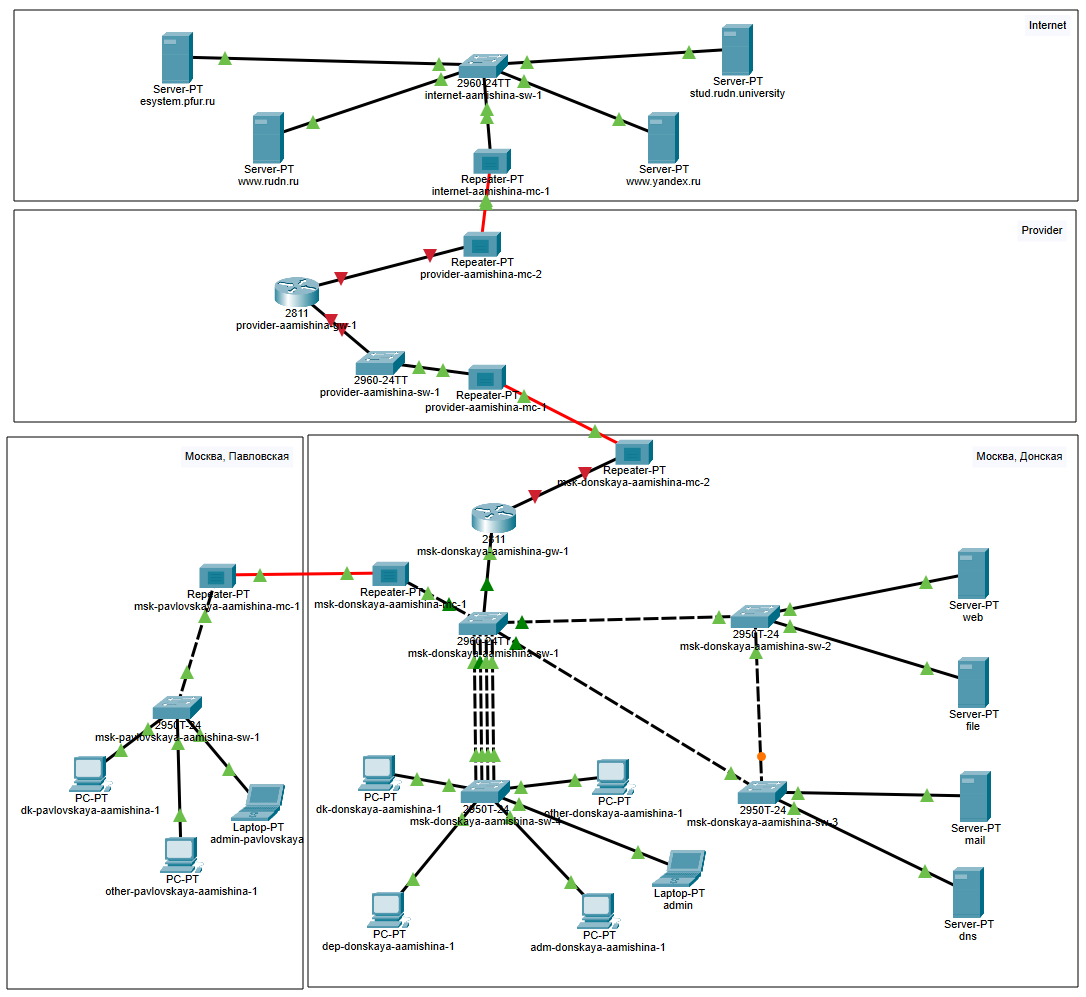 Internet
Server-PT
esystem.pfur.ru
2960-24TT
internet-aamishina-sw-1
Server-PT
stud.rudn.university
Server-PT
www.rudn.ru
Repeater-PT
internet-aamishina-mc-1
Server-PT
www.yandex.ru
Provider
Repeater-PT
provider-aamishina-mc-2
2811
provider-aamishina-gw-1
2960-24TT
provider-aamishina-sw-1
Repeater-PT
provider-aamishina-mc-1
Москва, Павловская
Москва, Донская
Repeater-PT
msk-donskaya-aamishina-mc-2
2811
msk-donskaya-aamishina-gw-1
Repeater-PT
msk-pavlovskaya-aamishina-mc-1
Repeater-PT
msk-donskaya-aamishina-mc-1
2960-24TT
msk-donskaya-aamishina-sw-1
2950T-24
msk-donskaya-aamishina-sw-2
Server-PT
web
Server-PT
file
2950T-24
msk-pavlovskaya-aamishina-sw-1
PC-PT
dk-pavlovskaya-aamishina-1
Laptop-PT
admin-pavlovskaya
PC-PT
other-pavlovskaya-aamishina-1
PC-PT
dk-donskaya-aamishina-1
2950T-24
msk-donskaya-aamishina-sw-4
PC-PT
other-donskaya-aamishina-1
2950T-24
msk-donskaya-aamishina-sw-3
Server-PT
mail
Laptop-PT
admin
Server-PT
dns
PC-PT
dep-donskaya-aamishina-1
PC-PT
adm-donskaya-aamishina-1